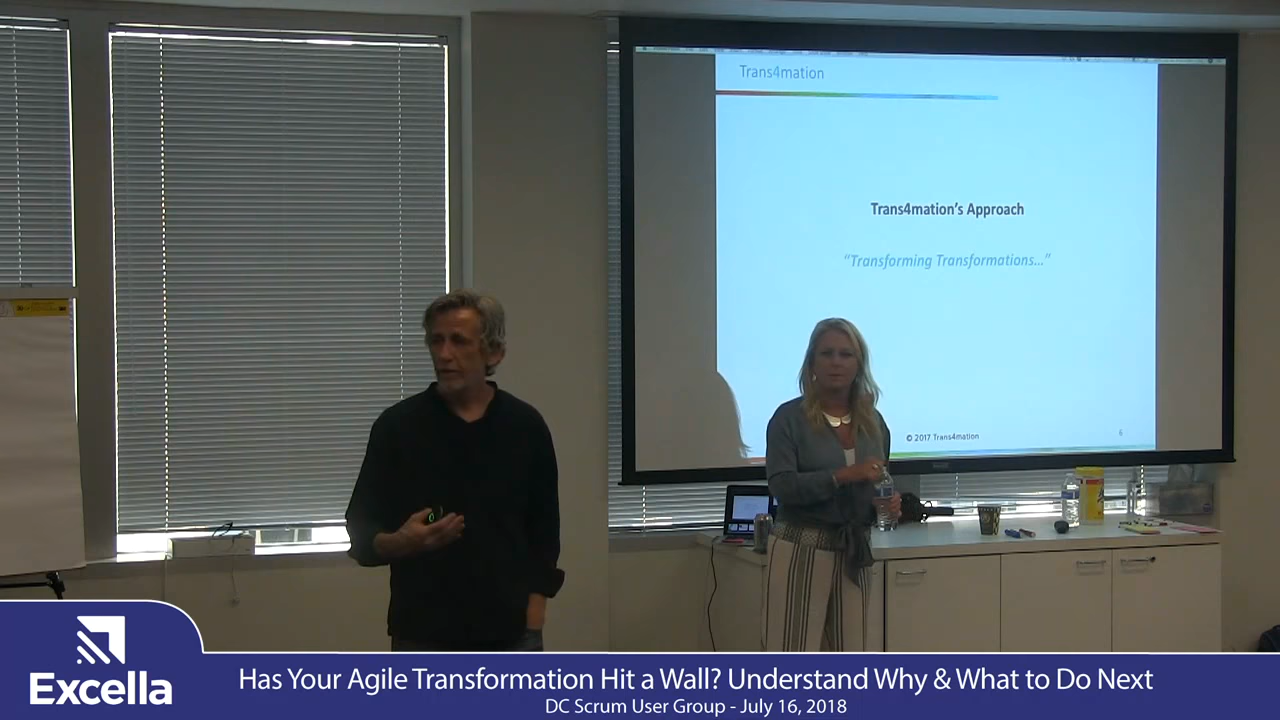 Trans4mation
Trans4mation’s Approach
“Transforming Transformations...”
© 2017 Trans4mation
6
Excella
Has Your Agile Transformation Hit a Wall? Understand Why & What to Do Next
DC Scrum User Group - July 16, 2018